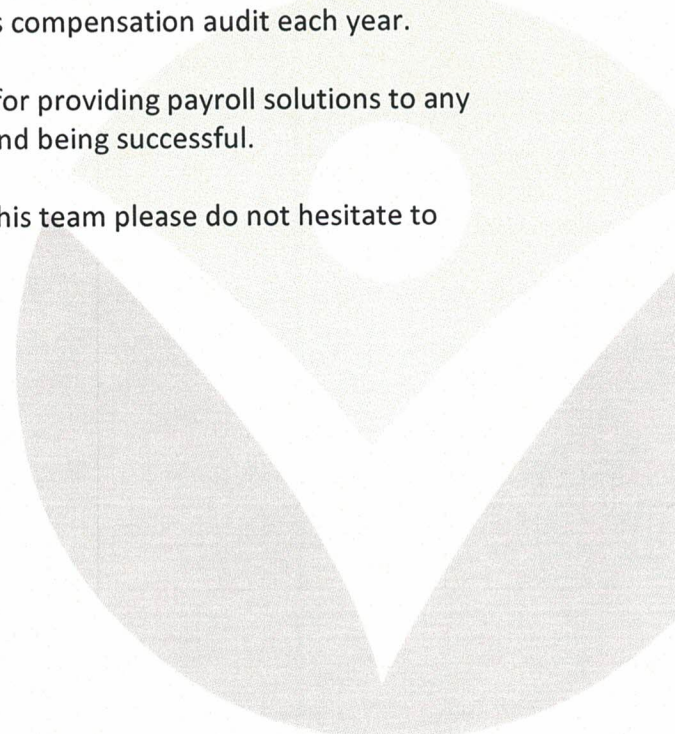 s compensation audit each year.
for providing payroll solutions to any
nd being successful.
his team please do not hesitate to